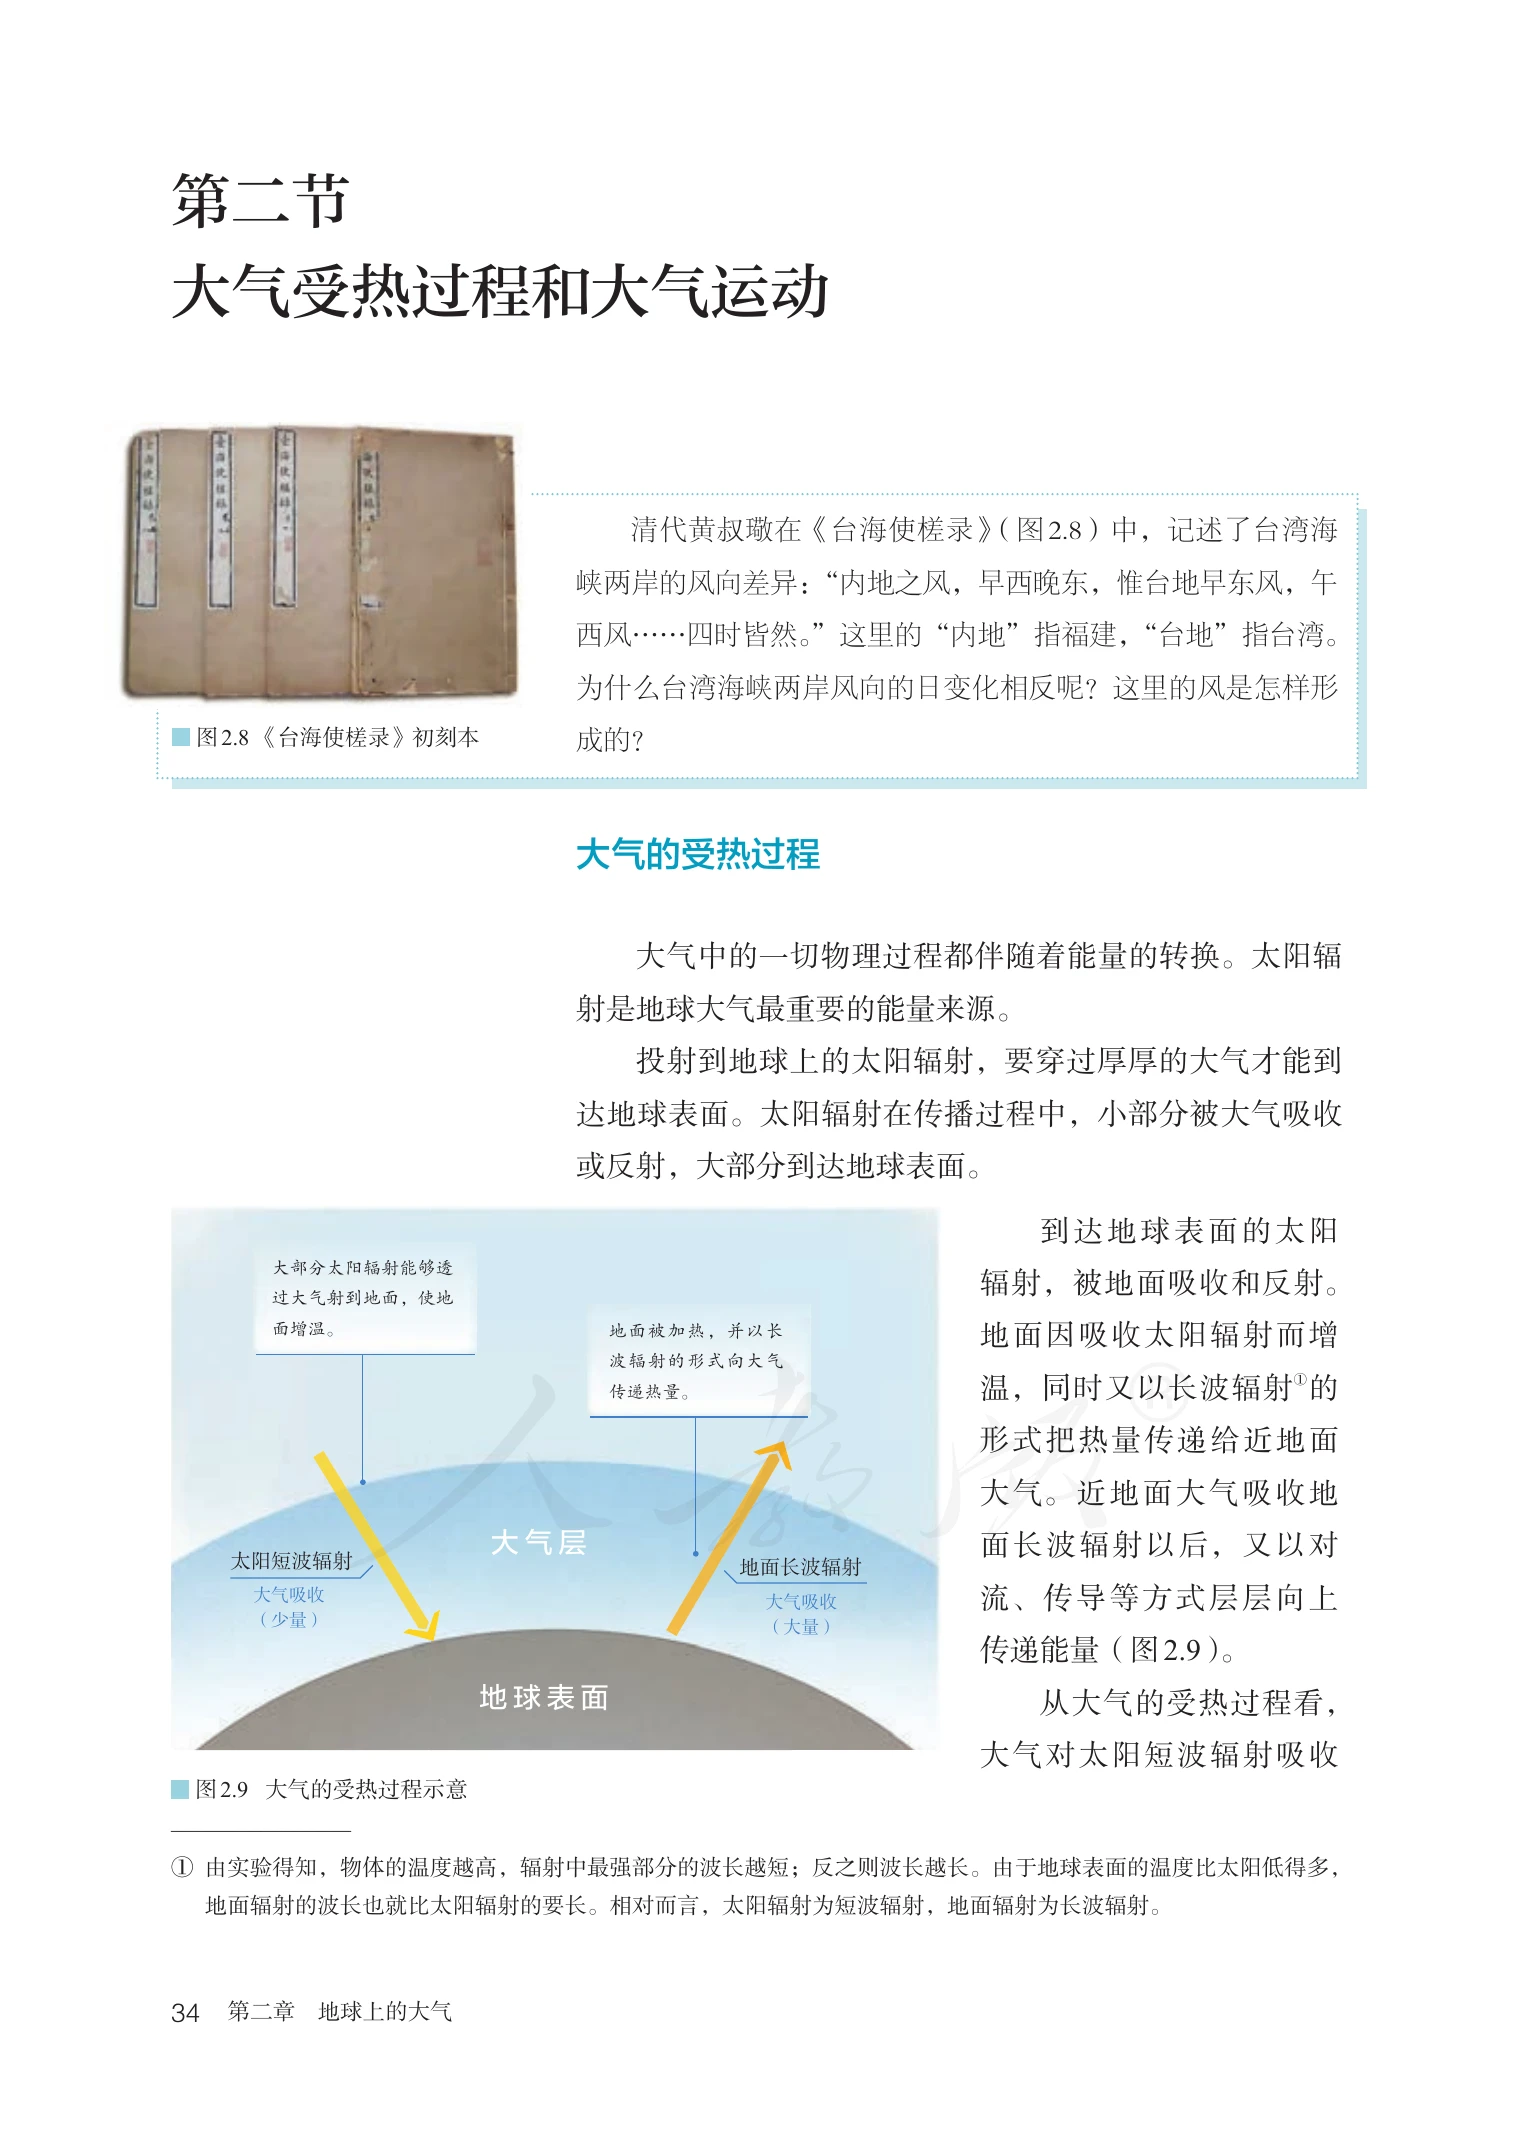 第二节
大气受热过程和大气运动
清代黄叔璥在《台海使槎录》（图2.8）中，记述了台湾海
峡两岸的风向差异：“内地之风，早西晚东，惟台地早东风，午
西风……四时皆然。”这里的“内地”指福建，“台地”指台湾。
为什么台湾海峡两岸风向的日变化相反呢？这里的风是怎样形
成的？
图2.8《台海使槎录》初刻本
大气的受热过程
大气中的一切物理过程都伴随着能量的转换。太阳辐
射是地球大气最重要的能量来源。
投射到地球上的太阳辐射，要穿过厚厚的大气才能到
达地球表面。太阳辐射在传播过程中，小部分被大气吸收
或反射，大部分到达地球表面。
到达地球表面的太阳
辐射，被地面吸收和反射。
地面因吸收太阳辐射而增
温，同时又以长波辐射①的
形式把热量传递给近地面
大气。近地面大气吸收地
面长波辐射以后，又以对
流、传导等方式层层向上
传递能量（图2.9）。
从大气的受热过程看，
大气对太阳短波辐射吸收
大部分太阳辐射能够透
过大气射到地面，使地
面增温。
地面被加热，并以长
波辐射的形式向大气
传递热量。
大气层
太阳短波辐射
大气吸收
（少量）
地面长波辐射
大气吸收
（大量）
地球表面
图2.9 大气的受热过程示意
① 由实验得知，物体的温度越高，辐射中最强部分的波长越短；反之则波长越长。由于地球表面的温度比太阳低得多，
地面辐射的波长也就比太阳辐射的要长。相对而言，太阳辐射为短波辐射，地面辐射为长波辐射。
34 第二章 地球上的大气